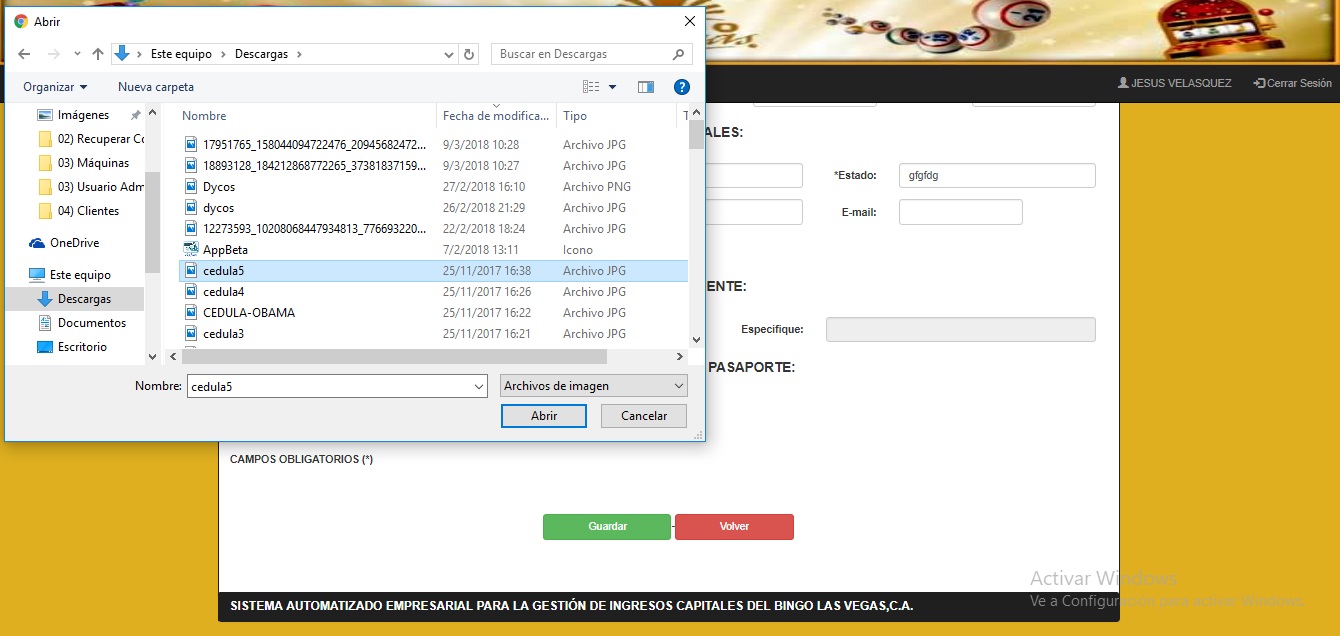 Abrir
Este equipo > Descargas >
Buscar en Descargas
Organizar
Nueva carpeta
JESUS VELASQUEZ
Cerrar Sesión
Imágenes
02) Recuperar Co
03) Máquinas
03) Usuario Adm
04) Clientes
OneDrive
Este equipo
Descargas
Documentos
Escritorio
Nombre Fecha de modifica... Tipo T
17951765_158044094722476_20945682472... 9/3/2018 10:28 Archivo JPG
18893128_184212868772265_37381837159... 9/3/2018 10:27 Archivo JPG
Dycos 27/2/2018 16:10 Archivo PNG
dycos 26/2/2018 21:29 Archivo JPG
12273593_10208068447934813_776693220... 22/2/2018 18:24 Archivo JPG
AppBeta 7/2/2018 13:11 Icono
cedula5 25/11/2017 16:38 Archivo JPG
cedula4 25/11/2017 16:26 Archivo JPG
CEDULA-OBAMA 25/11/2017 16:22 Archivo JPG
cedula3 25/11/2017 16:21 Archivo JPG
Nombre: cedula5 Archivos de imagen
Abrir Cancelar
ALES:
*Estado: gfgfdg
E-mail:
ENTE:
Especifique:
PASAPORTE:
CAMPOS OBLIGATORIOS (*)
Guardar - Volver
SISTEMA AUTOMATIZADO EMPRESARIAL PARA LA GESTIÓN DE INGRESOS CAPITALES DEL BINGO LAS VEGAS,C.A.
Activar Windows
Ve a Configuración para activar Windows.